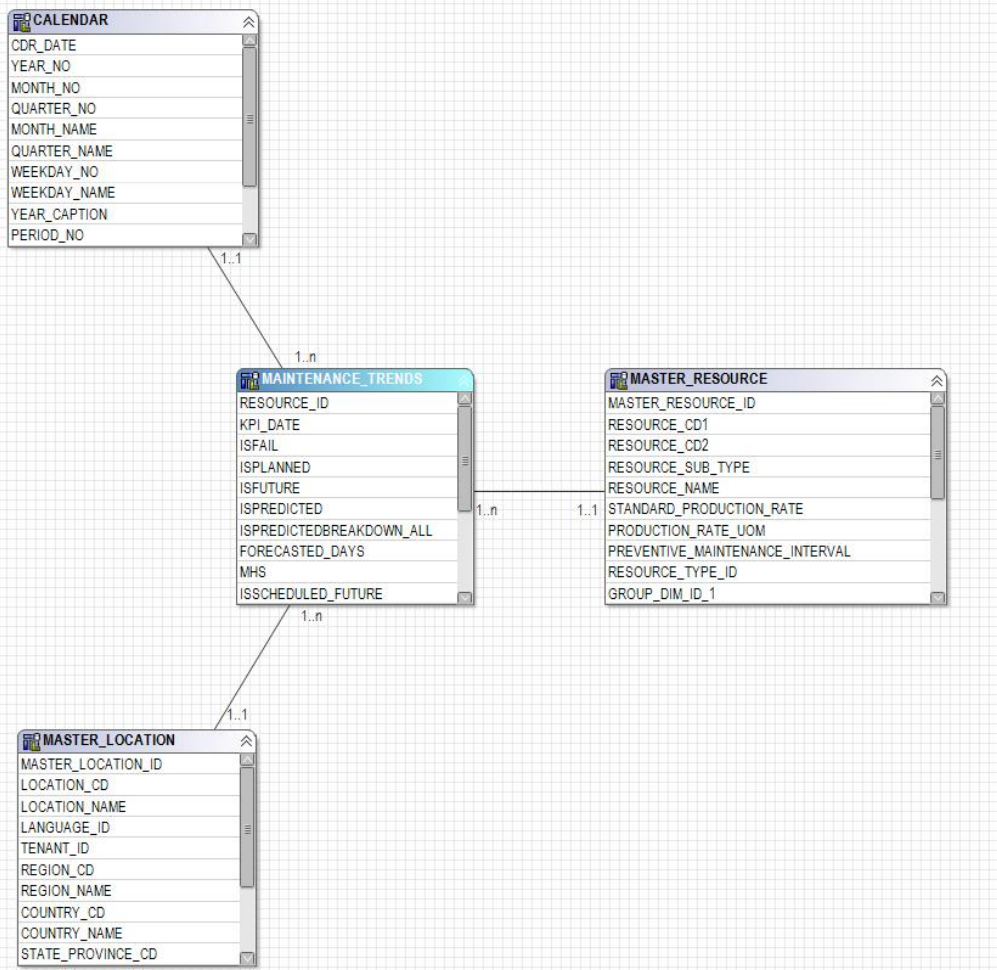 CALENDAR
CDR_DATE
YEAR_NO
MONTH_NO
QUARTER_NO
MONTH_NAME
QUARTER_NAME
WEEKDAY_NO
WEEKDAY_NAME
YEAR_CAPTION
PERIOD_NO
1..1
1..n
MAINTENANCE_TRENDS
RESOURCE_ID
KPI_DATE
ISFAIL
ISPLANNED
ISFUTURE
ISPREDICTED
ISPREDICTEDBREAKDOWN_ALL
FORECASTED_DAYS
MHS
ISSCHEDULED_FUTURE
1..n
1..1
MASTER_RESOURCE
MASTER_RESOURCE_ID
RESOURCE_CD1
RESOURCE_CD2
RESOURCE_SUB_TYPE
RESOURCE_NAME
STANDARD_PRODUCTION_RATE
PRODUCTION_RATE_UOM
PREVENTIVE_MAINTENANCE_INTERVAL
RESOURCE_TYPE_ID
GROUP_DIM_ID_1
1..n
1..1
MASTER_LOCATION
MASTER_LOCATION_ID
LOCATION_CD
LOCATION_NAME
LANGUAGE_ID
TENANT_ID
REGION_CD
REGION_NAME
COUNTRY_CD
COUNTRY_NAME
STATE_PROVINCE_CD